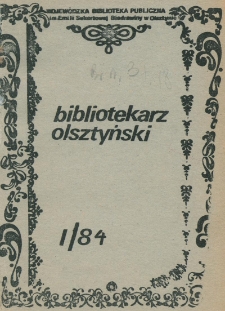 WOJEWÓDZKA BIBLIOTEKA PUBLICZNA
im. Emilii Sukertowej Biedrawiny w Olsztynie
bibliotekarz
olsztyński
1/84